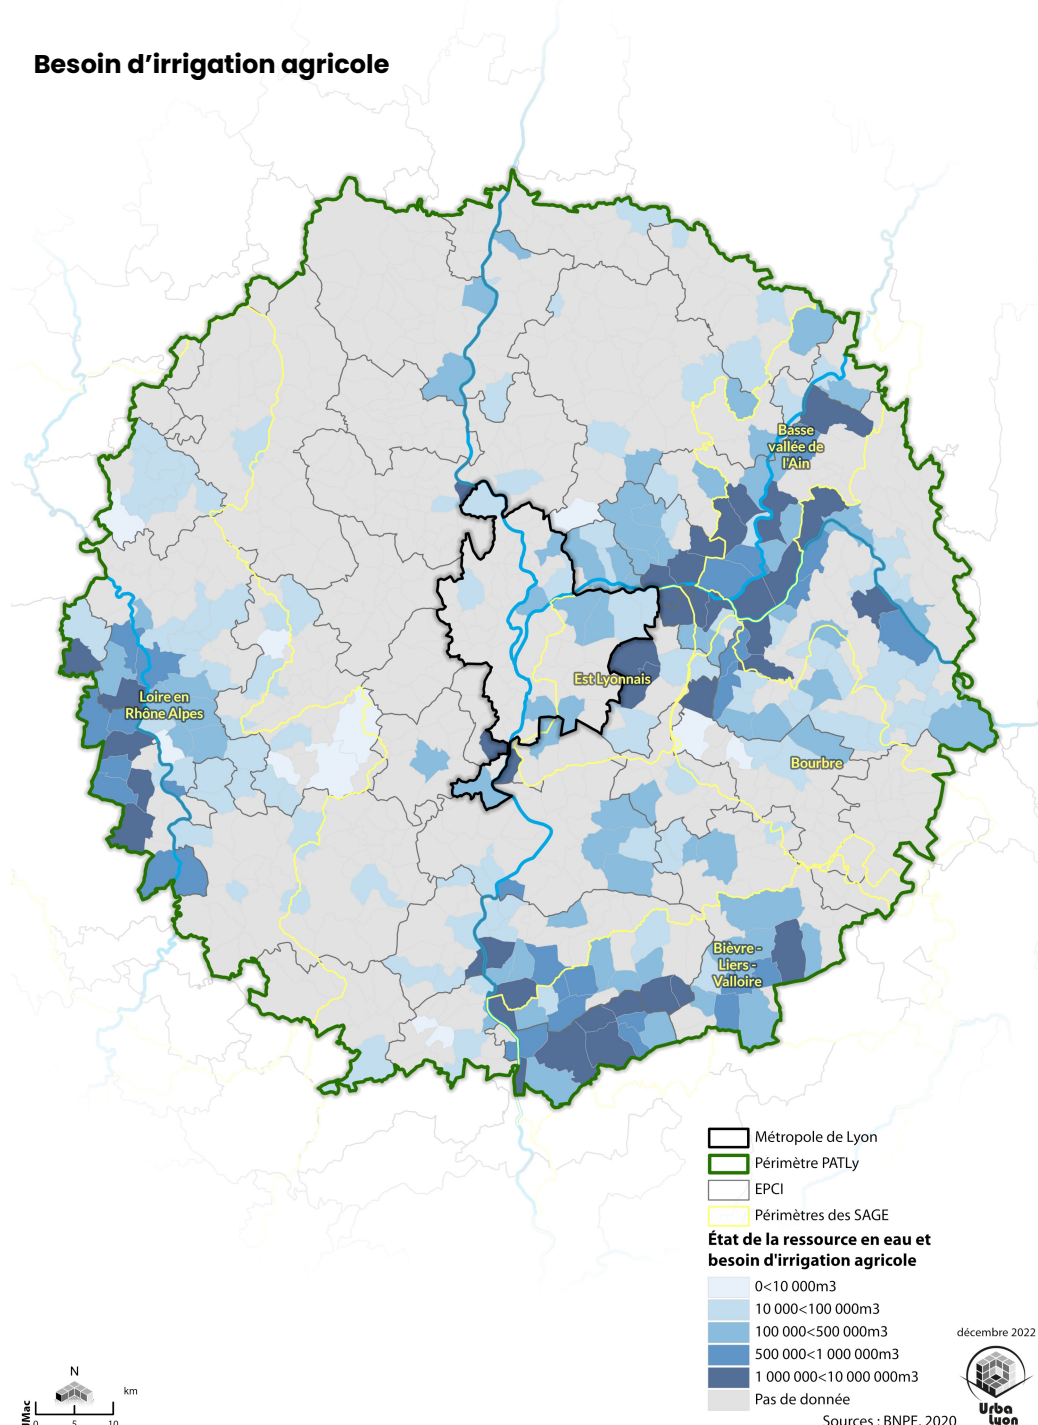 Besoin d’irrigation agricole
Basse
vallée de
l'Ain
Est Lyonnais
Loire en
Rhône Alpes
Bourbre
Bièvre -
Liers -
Valloire
Métropole de Lyon
Périmètre PATLy
EPCI
Périmètres des SAGE
État de la ressource en eau et
besoin d'irrigation agricole
0<10 000m3
10 000<100 000m3
100 000<500 000m3
500 000<1 000 000m3
1 000 000<10 000 000m3
Pas de donnée
décembre 2022
Urba
Lyon
Sources : BNPE, 2020
N
km
0 5 10